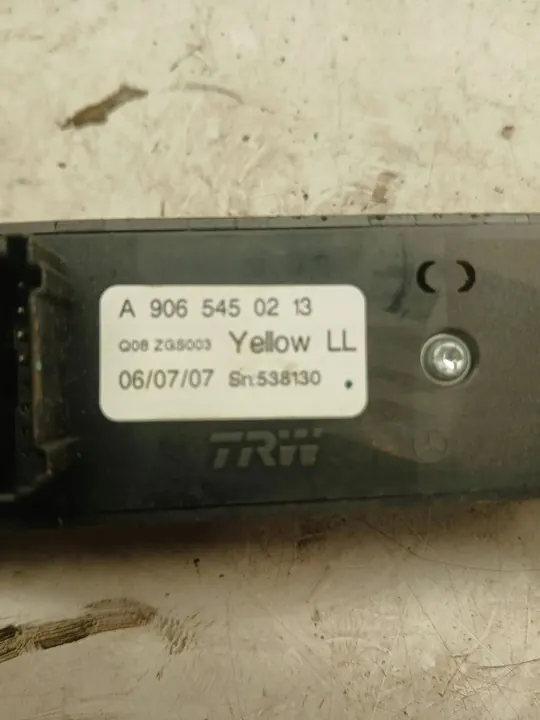 A 906 545 02 13
Q08 ZGS003 Yellow LL
06/07/07 Sn:538130
TRW